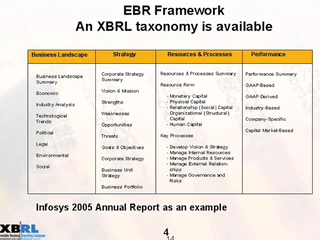 EBR Framework
An XBRL taxonomy is available
Business Landscape
Business Landscape
Summary
Economic
Industry Analysis
Technological
Trends
Political
Legal
Environmental
Social
Strategy
Corporate Strategy
Summary
Vision & Mission
Strengths
Weaknesses
Opportunities
Threats
Goals & Objectives
Corporate Strategy
Business Unit
Strategy
Business Portfolio
Resources & Processes
Resources & Processes Summary
Resource Form
- Monetary Capital
- Physical Capital
- Relationship (Social) Capital
- Organizational (Structural)
Capital
- Human Capital
Key Processes
- Develop Vision & Strategy
- Manage Internal Resources
- Manage Products & Services
- Manage External Relation-
ships
- Manage Governance and
Risks
Performance
Performance Summary
GAAP-Based
GAAP-Derived
Industry-Based
Company-Specific
Capital Market-Based
Infosys 2005 Annual Report as an example
XBRL
4
14